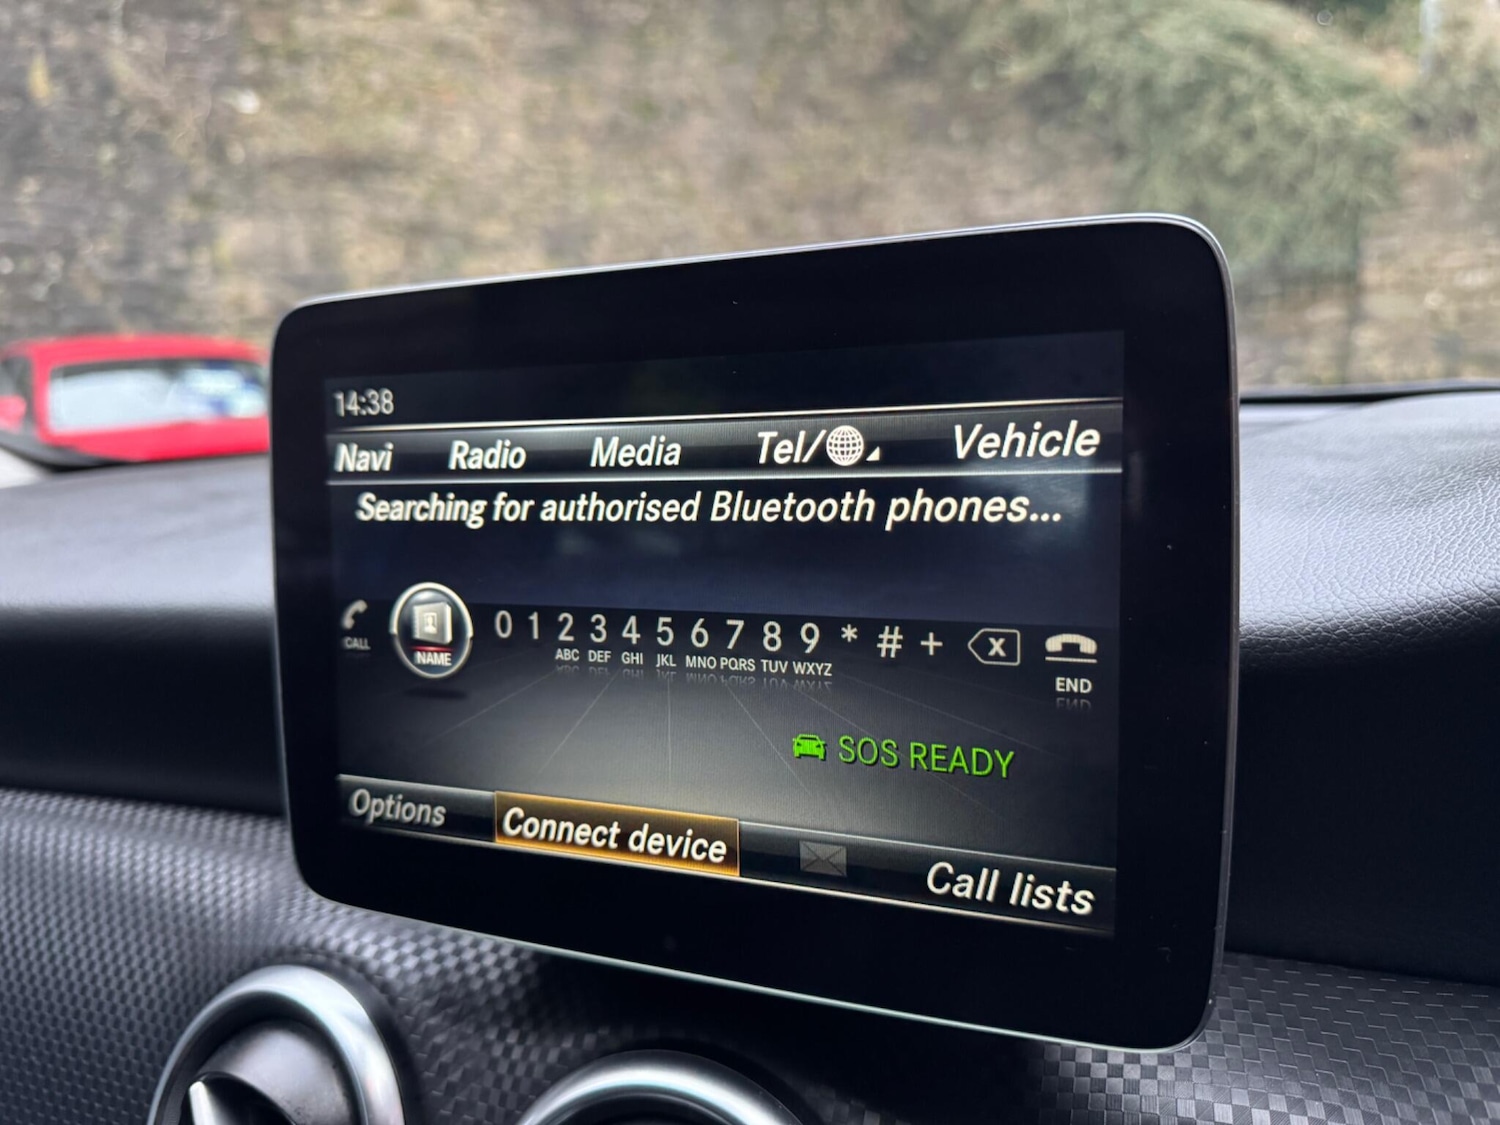 14:38
Navi Radio Media Tel/ Vehicle
Searching for authorised Bluetooth phones...
CALL NAME 0 1 2 3 4 5 6 7 8 9 * # + X END
ABC DEF GHI JKL MNO PQRS TUV WXYZ
SOS READY
Options Connect device Call lists